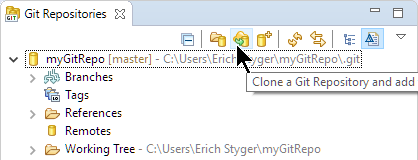 Git Repositories
myGitRepo [master] - C:\Users\Erich Styger\myGitRepo\.git
Clone a Git Repository and add
Branches
Tags
References
Remotes
Working Tree - C:\Users\Erich Styger\myGitRepo